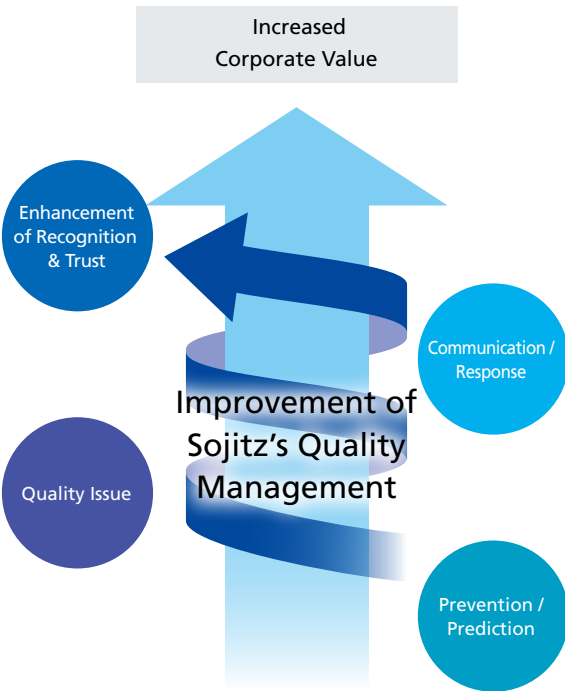 Increased
Corporate Value
Enhancement
of Recognition
& Trust
Communication /
Response
Improvement of
Sojitz’s Quality
Management
Quality Issue
Prevention /
Prediction